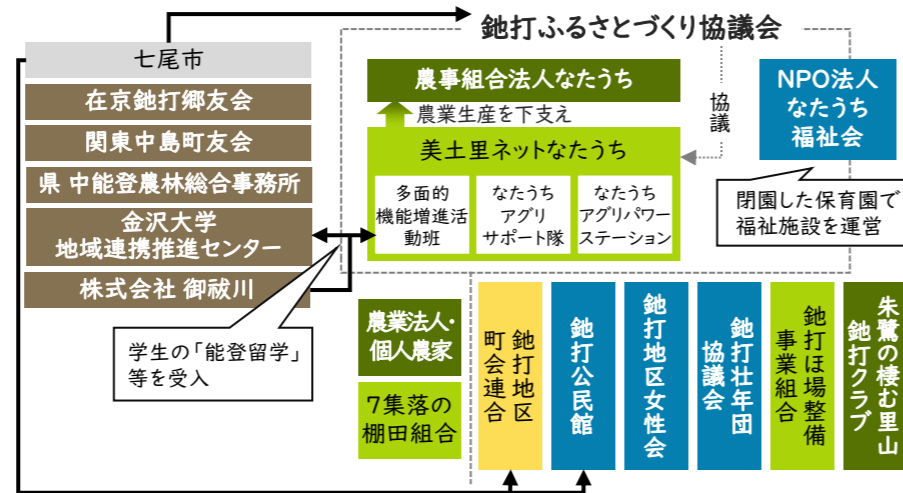 鉇打ふるさとづくり協議会
七尾市
在京鉇打郷友会
関東中島町友会
県 中能登農林総合事務所
金沢大学
地域連携推進センター
株式会社 御祓川
学生の「能登留学」
等を受入
農事組合法人なたうち
農業生産を下支え
美土里ネットなたうち
多面的
機能増進活
動班
なたうち
アグリ
サポート隊
なたうち
アグリパワー
ステーション
協議
NPO法人
なたうち
福祉会
閉園した保育園で
福祉施設を運営
農業法人・
個人農家
7集落の
棚田組合
鉇打地区
町会連合
鉇打公民館
鉇打地区女性会
鉇打壮年団
協議会
鉇打ほ場整備
事業組合
朱鷺の棲む里山
鉇打クラブ